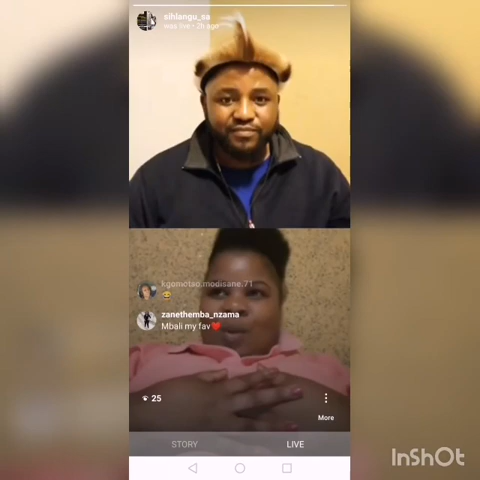 sihlangu_sa
was live • 2h ago
kgomotso.modisane.71
😂
zanethemba_nzama
Mbali my fav❤️
25
More
STORY
LIVE
InShOt